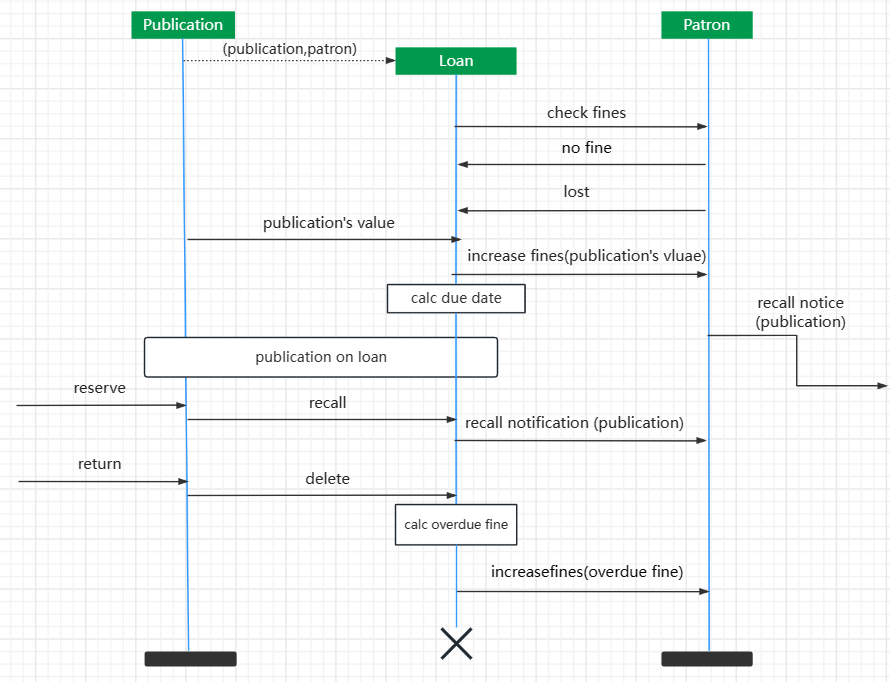 Publication
Patron
(publication,patron)
Loan
check fines
no fine
lost
publication's value
increase fines(publication's vluae)
calc due date
recall notice
(publication)
publication on loan
reserve
recall
recall notification (publication)
return
delete
calc overdue fine
increasefines(overdue fine)